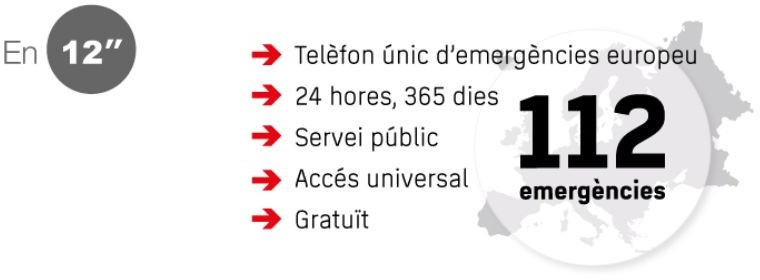 En 12”
Telèfon únic d’emergències europeu
24 hores, 365 dies
Servei públic
Accés universal
Gratuït
112
emergències